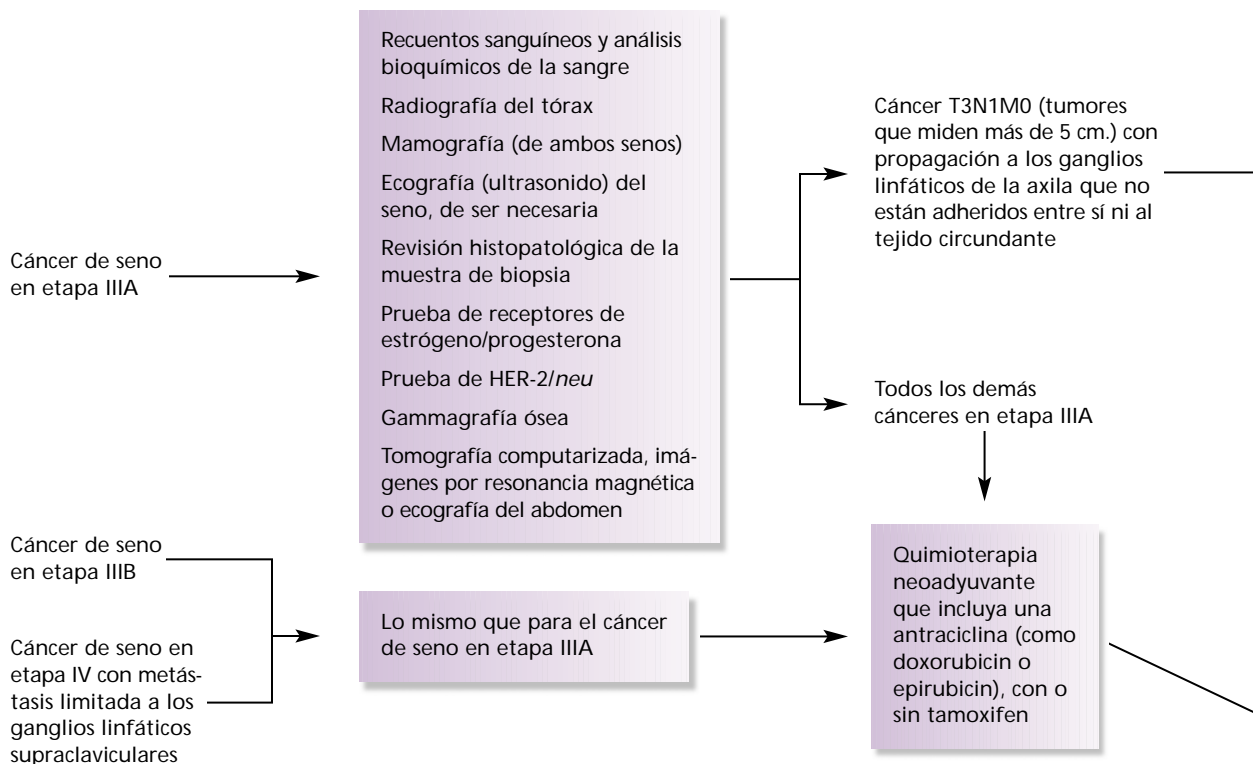 Cáncer de seno
en etapa IIIA
Recuentos sanguíneos y análisis
bioquímicos de la sangre
Radiografía del tórax
Mamografía (de ambos senos)
Ecografía (ultrasonido) del
seno, de ser necesaria
Revisión histopatológica de la
muestra de biopsia
Prueba de receptores de
estrógeno/progesterona
Prueba de HER-2/neu
Gammagrafía ósea
Tomografía computarizada, imá-
genes por resonancia magnética
o ecografía del abdomen
Cáncer T3N1M0 (tumores
que miden más de 5 cm.) con
propagación a los ganglios
linfáticos de la axila que no
están adheridos entre sí ni al
tejido circundante
Todos los demás
cánceres en etapa IIIA
Cáncer de seno
en etapa IIIB
Cáncer de seno en
etapa IV con metás-
tasis limitada a los
ganglios linfáticos
supraclaviculares
Lo mismo que para el cáncer
de seno en etapa IIIA
Quimioterapia
neoadyuvante
que incluya una
antraciclina (como
doxorubicin o
epirubicin), con o
sin tamoxifen